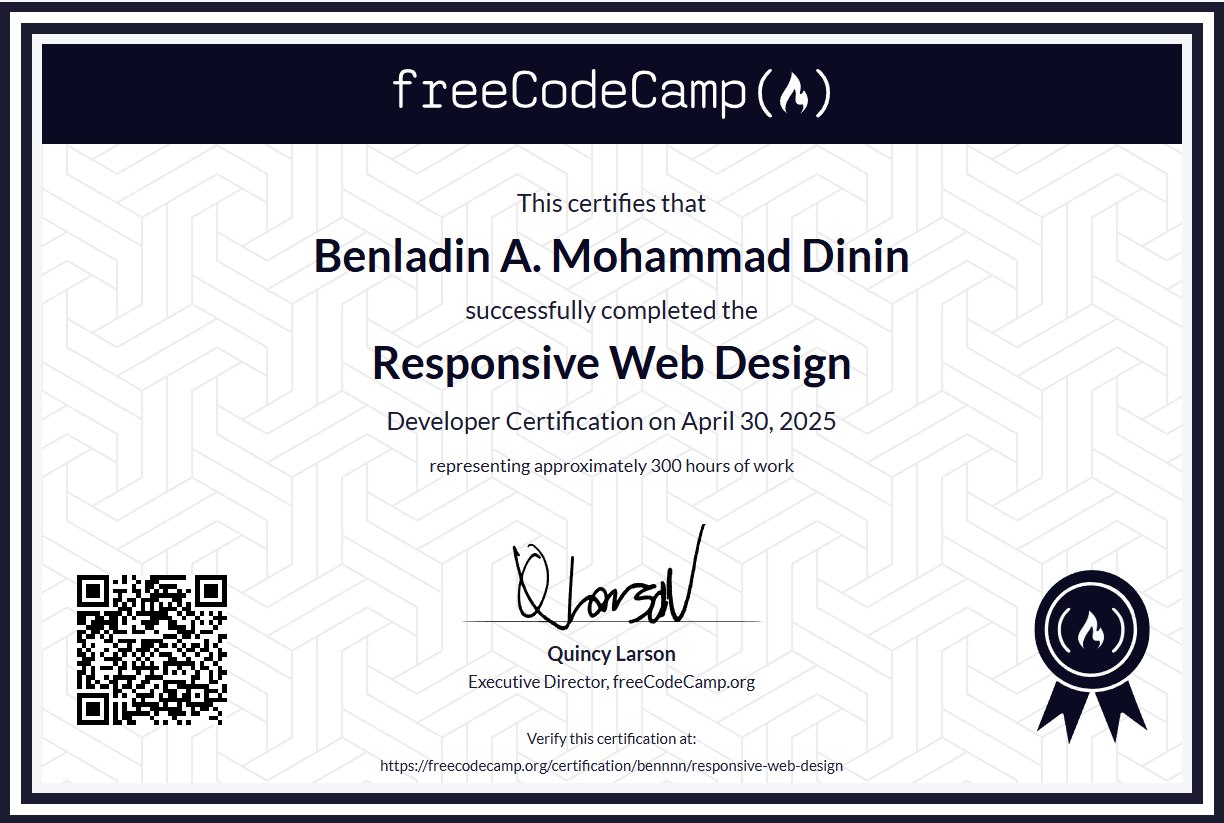 freeCodeCamp
This certifies that
Benladin A. Mohammad Dinin
successfully completed the
Responsive Web Design
Developer Certification on April 30, 2025
representing approximately 300 hours of work
Q Larson
Quincy Larson
Executive Director, freeCodeCamp.org
Verify this certification at:
https://freecodecamp.org/certification/bennnn/responsive-web-design